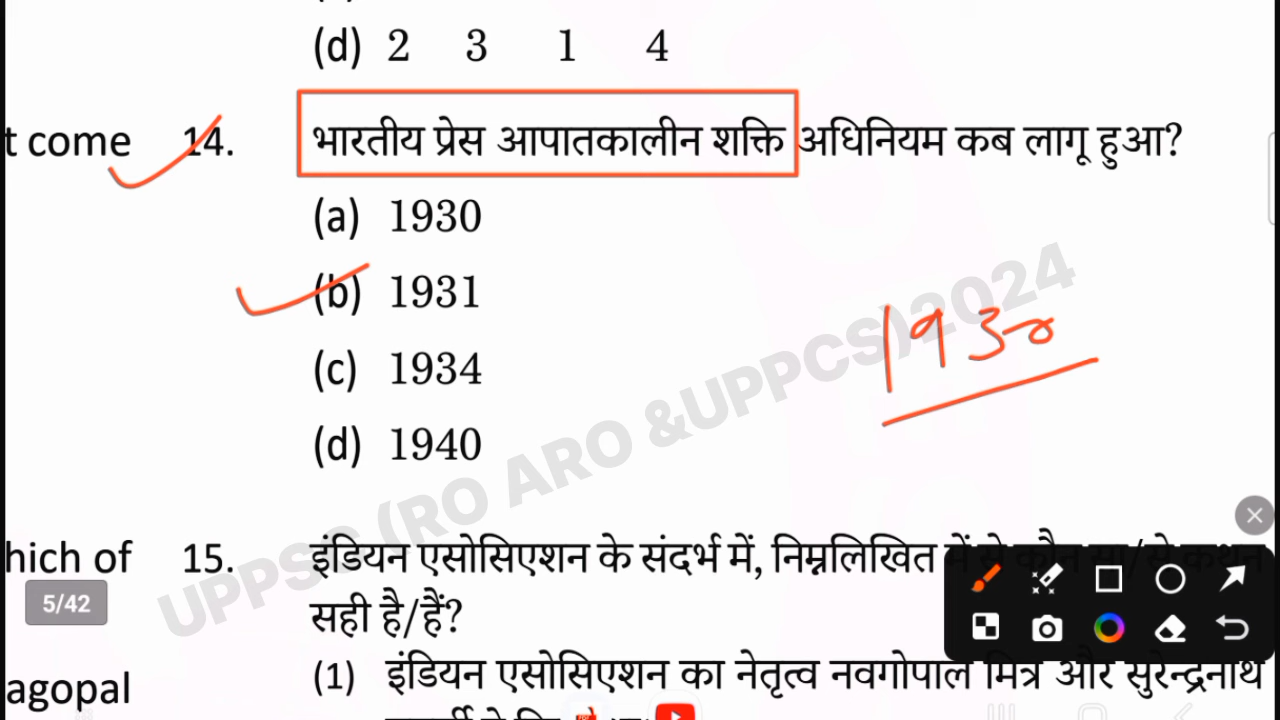 (d) 2 3 1 4
t come 14. भारतीय प्रेस आपातकालीन शक्ति अधिनियम कब लागू हुआ?
(a) 1930
(b) 1931
(c) 1934
(d) 1940
193
UPPSC (RO ARO &UPPCS)2024
hich of 15. इंडियन एसोसिएशन के संदर्भ में, निम्नलिखित में से कौन सा/से कथन
5/42
सही है/हैं?
agopal (1) इंडियन एसोसिएशन का नेतृत्व नवगोपाल मित्र और सुरेन्द्रनाथ